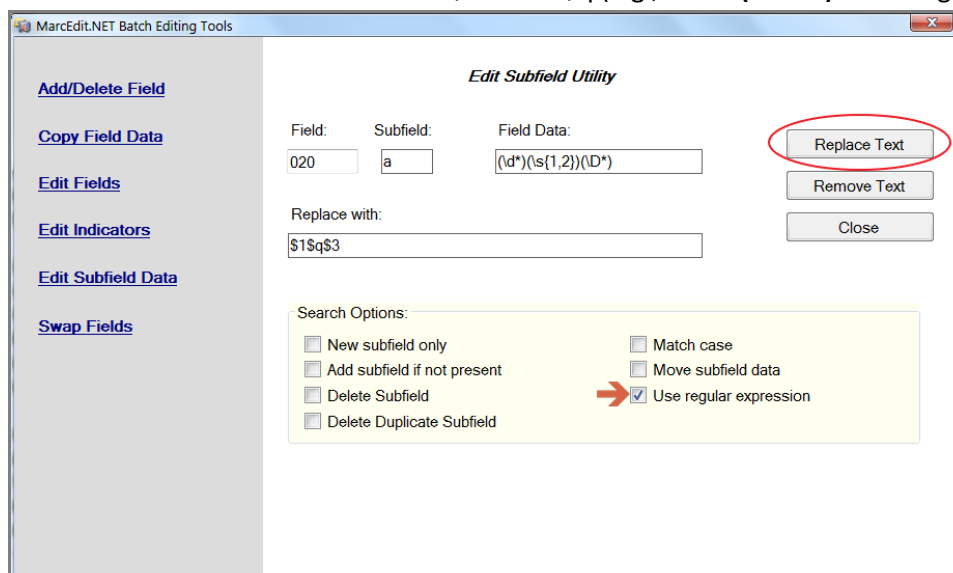 MarcEdit.NET Batch Editing Tools
Add/Delete Field
Copy Field Data
Edit Fields
Edit Indicators
Edit Subfield Data
Swap Fields
Edit Subfield Utility
Field: Subfield: Field Data:
020 a (\d*)(\s{1,2})(\D*)
Replace with:
$1$q$3
Replace Text
Remove Text
Close
Search Options:
New subfield only
Add subfield if not present
Delete Subfield
Delete Duplicate Subfield
Match case
Move subfield data
Use regular expression